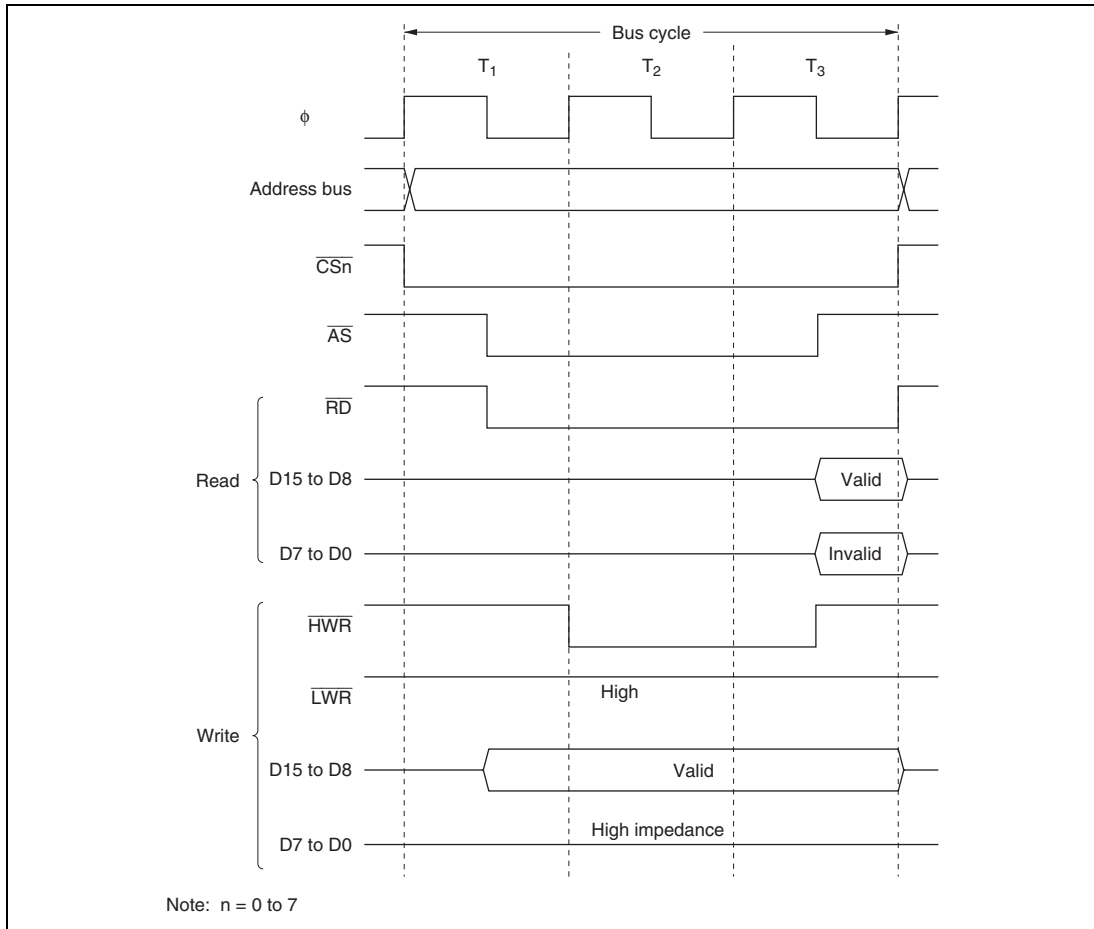 Bus cycle
T1 T2 T3
φ
Address bus
CSn
AS
RD
Read D15 to D8 Valid
D7 to D0 Invalid
HWR
LWR High
Write
D15 to D8 Valid
D7 to D0 High impedance
Note: n = 0 to 7